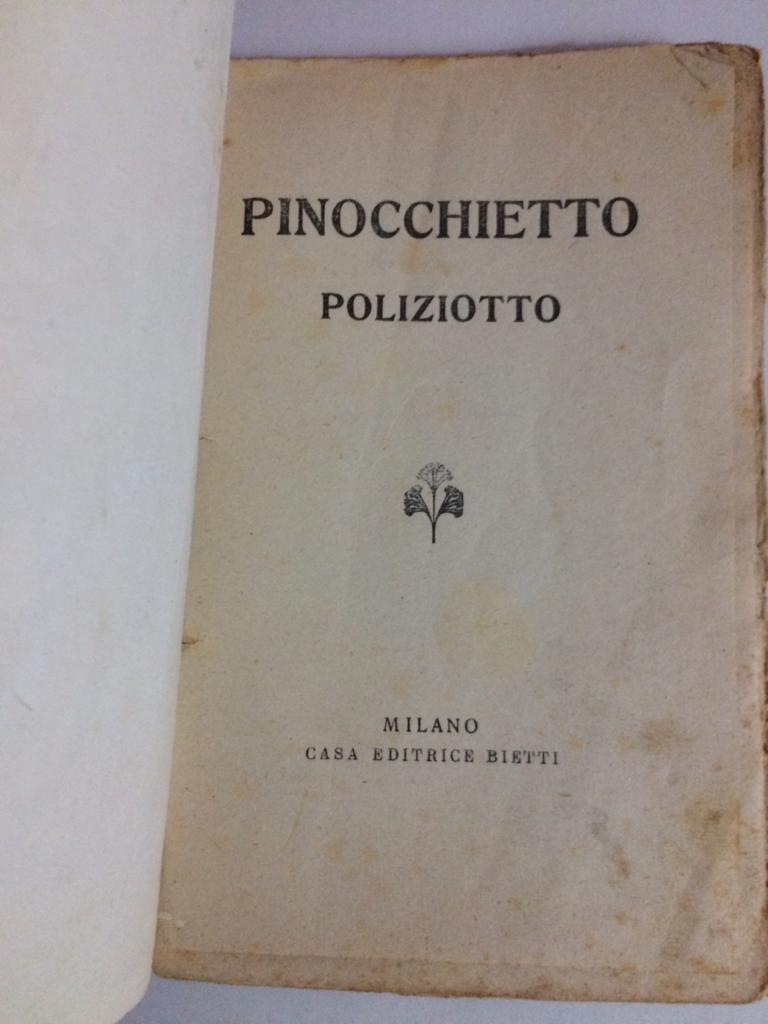 PINOCCHIETTO
POLIZIOTTO
MILANO
CASA EDITRICE BIETTI